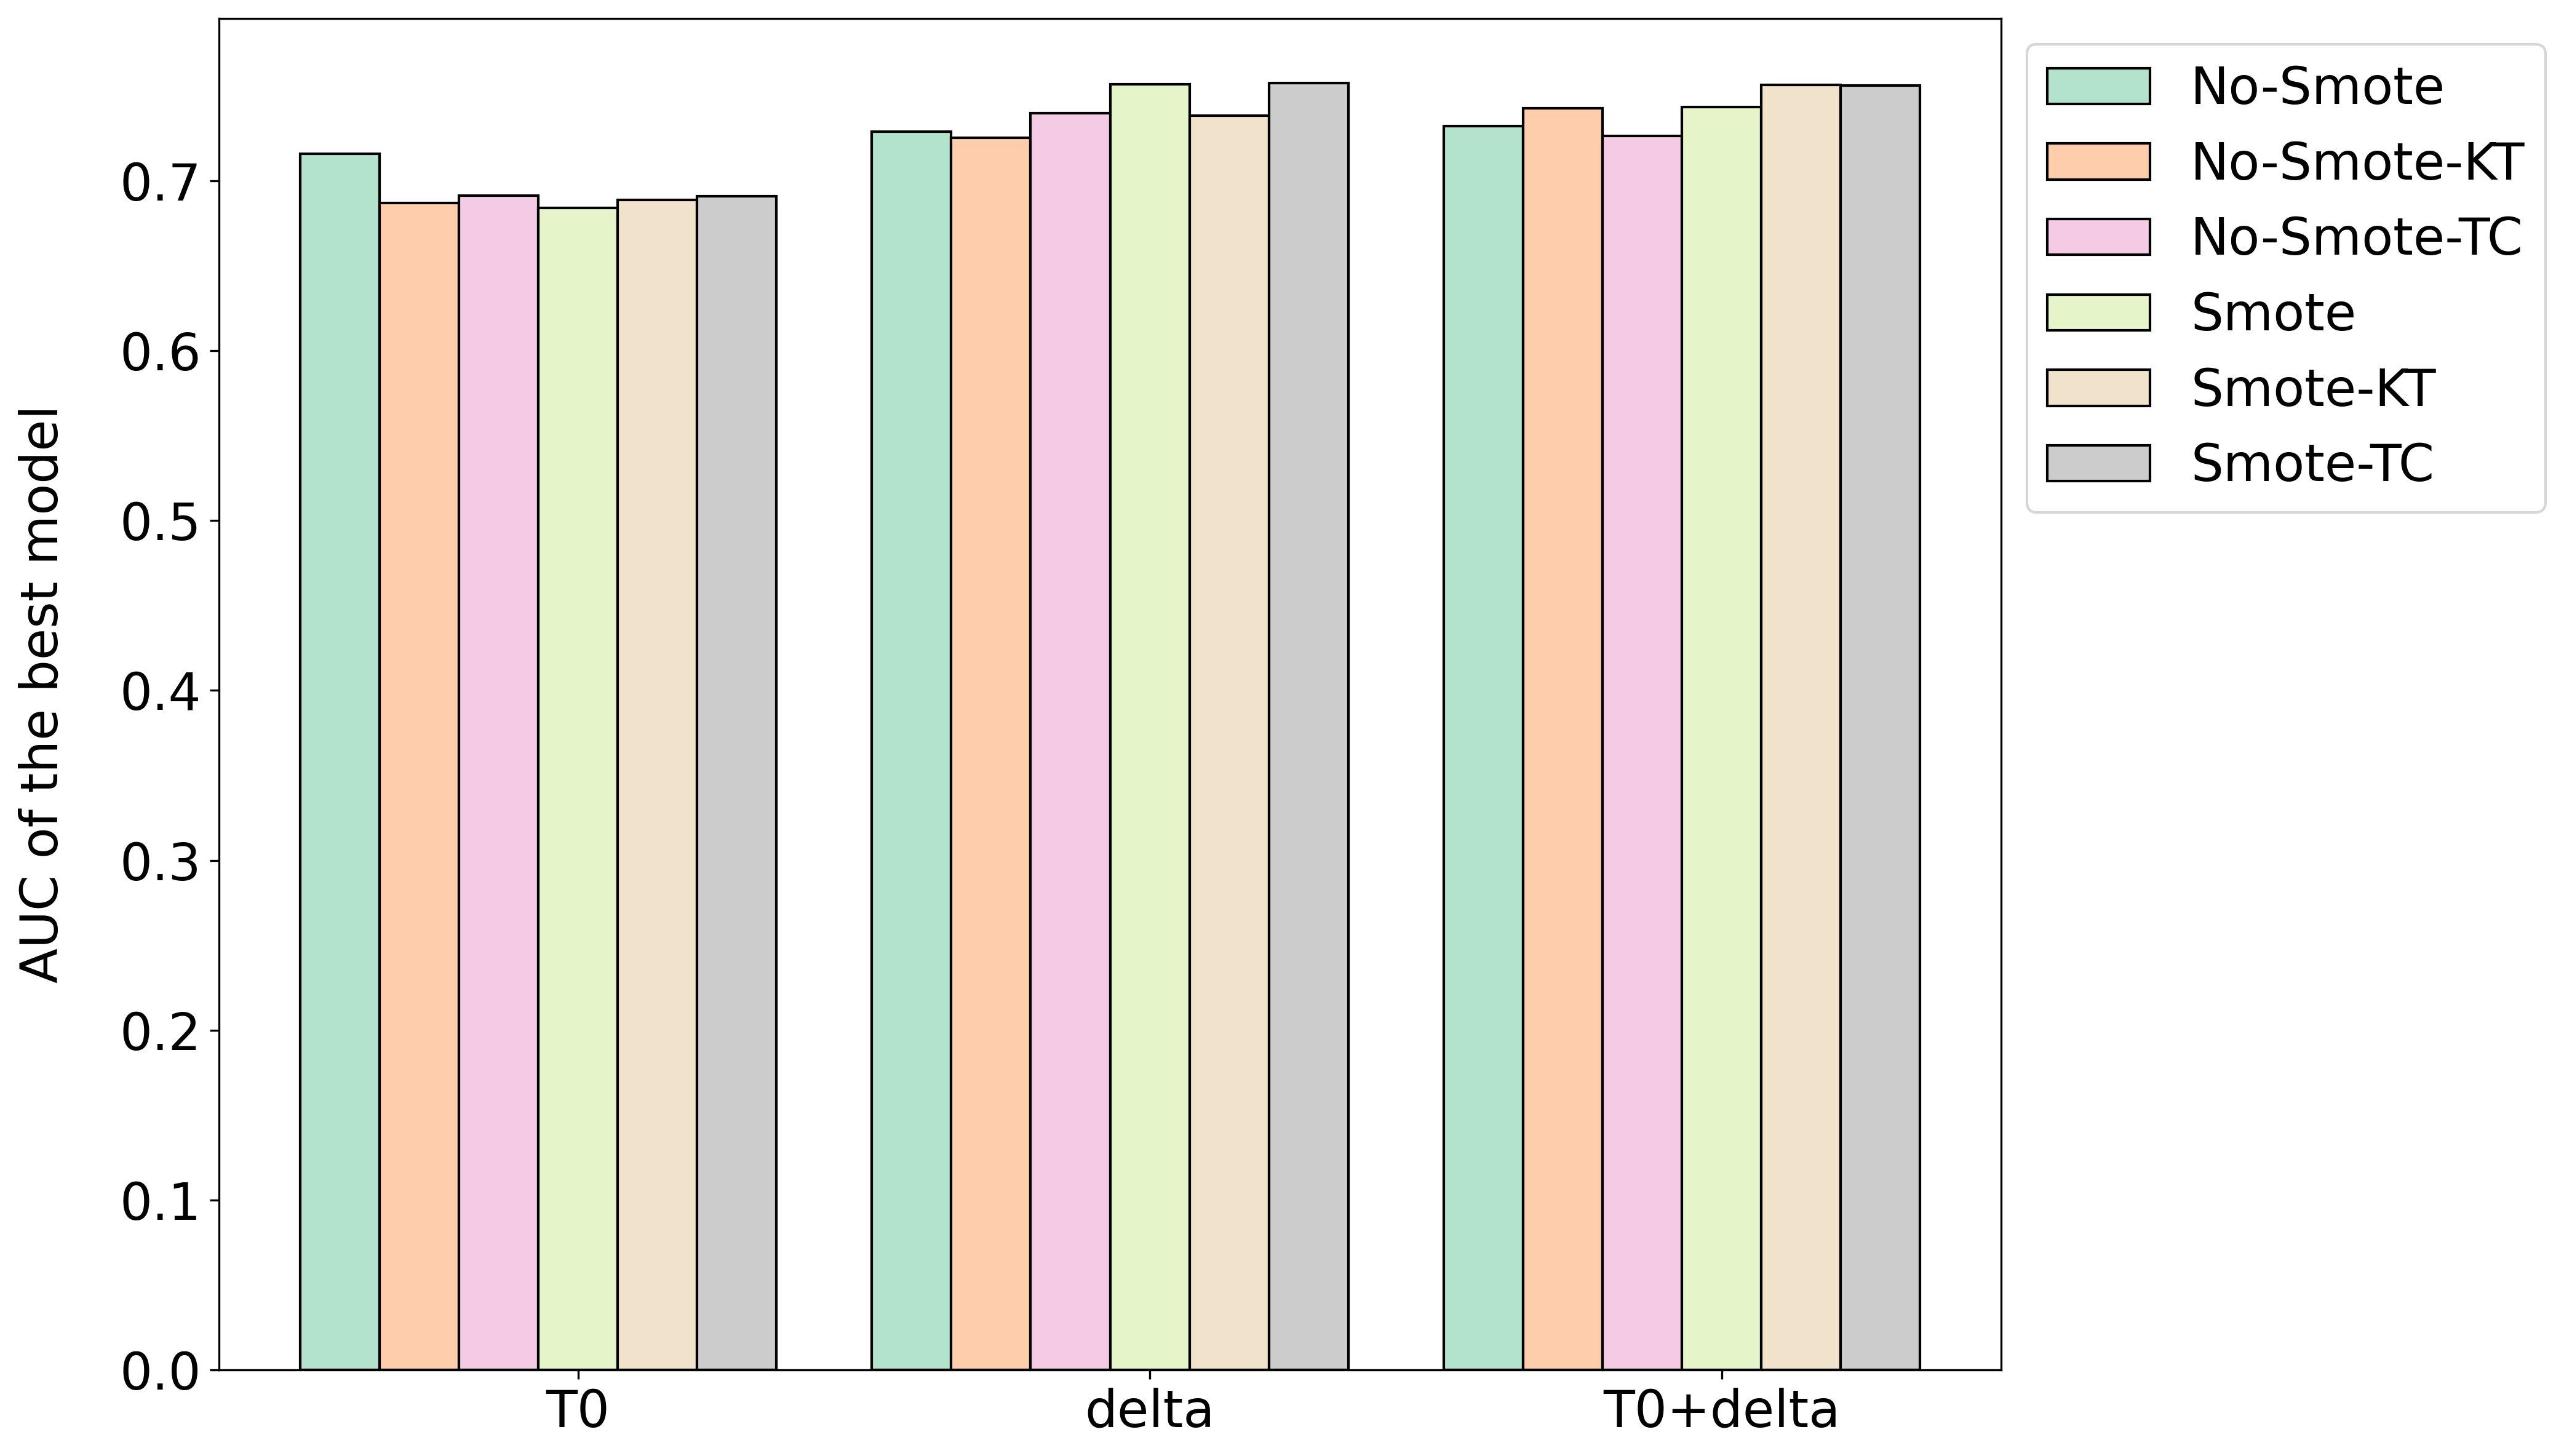 AUC of the best model
0.7
0.6
0.5
0.4
0.3
0.2
0.1
0.0
T0
delta
T0+delta
No-Smote
No-Smote-KT
No-Smote-TC
Smote
Smote-KT
Smote-TC